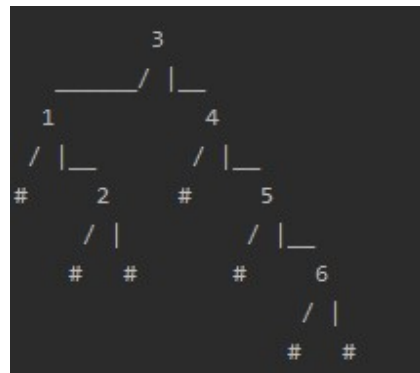 3
______/ |__
1 4
/ |__ / |__
# 2 # 5
/ | / |__
# # # 6
/ |
# #